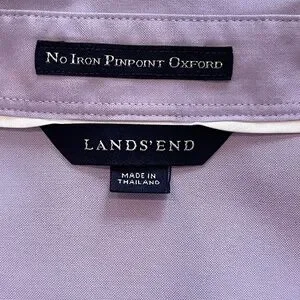 No Iron Pinpoint Oxford
LANDS' END
MADE IN
THAILAND